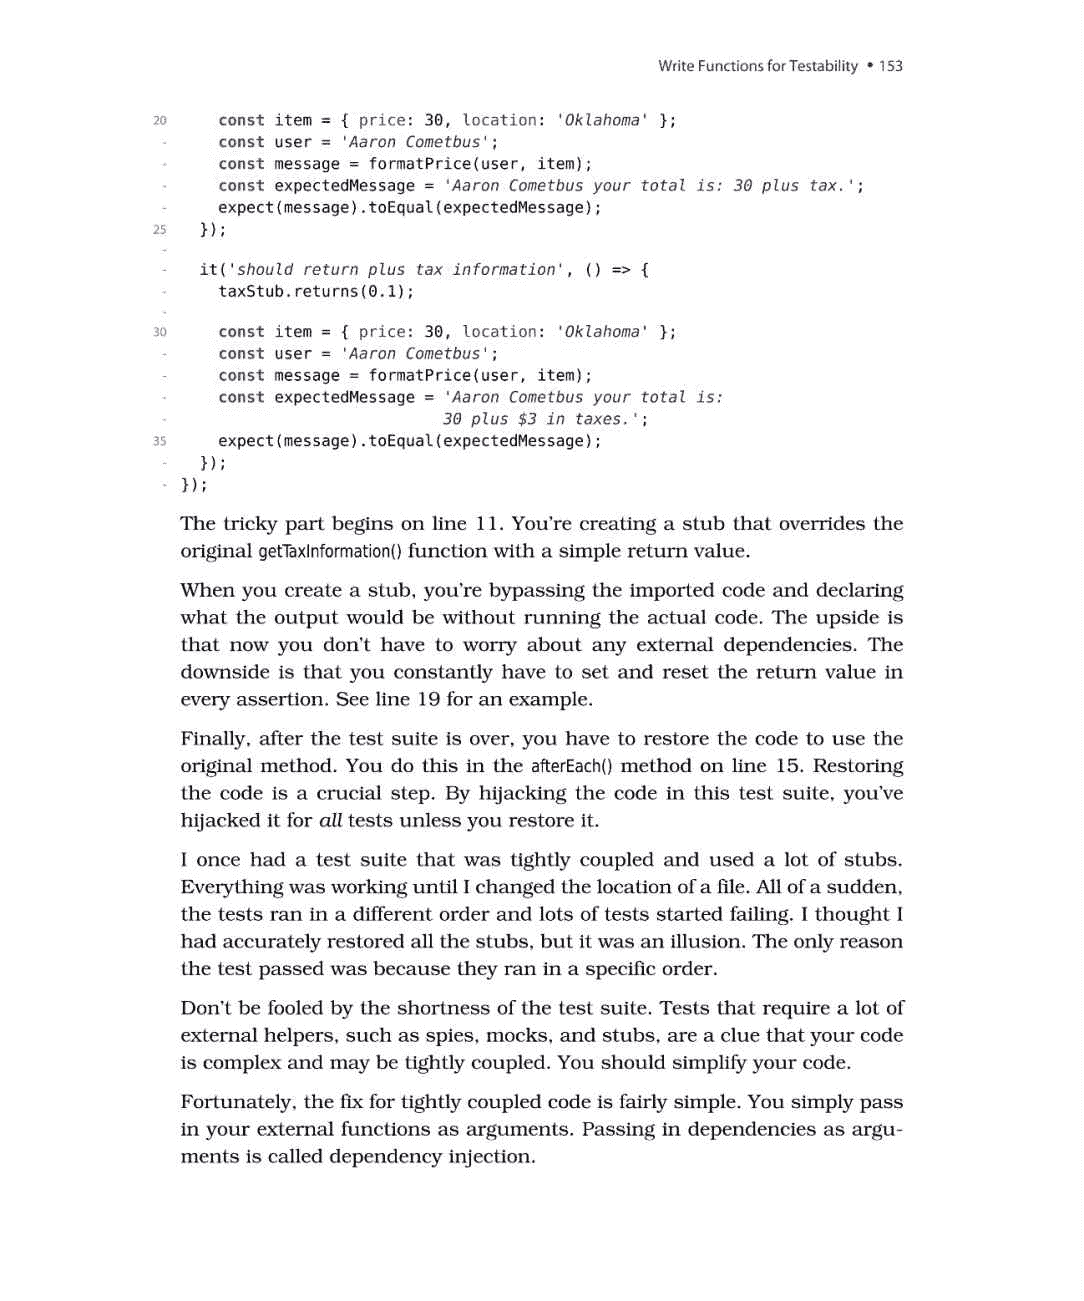 Write Functions for Testability • 153
20 const item = { price: 30, location: 'Oklahoma' };
- const user = 'Aaron Cometbus';
- const message = formatPrice(user, item);
- const expectedMessage = 'Aaron Cometbus your total is: 30 plus tax.';
- expect(message).toEqual(expectedMessage);
25 });
-
- it('should return plus tax information', () => {
- taxStub.returns(0.1);
-
30 const item = { price: 30, location: 'Oklahoma' };
- const user = 'Aaron Cometbus';
- const message = formatPrice(user, item);
- const expectedMessage = 'Aaron Cometbus your total is:
- 30 plus $3 in taxes.';
35 expect(message).toEqual(expectedMessage);
- });
- });
The tricky part begins on line 11. You're creating a stub that overrides the
original getTaxInformation() function with a simple return value.
When you create a stub, you're bypassing the imported code and declaring
what the output would be without running the actual code. The upside is
that now you don't have to worry about any external dependencies. The
downside is that you constantly have to set and reset the return value in
every assertion. See line 19 for an example.
Finally, after the test suite is over, you have to restore the code to use the
original method. You do this in the afterEach() method on line 15. Restoring
the code is a crucial step. By hijacking the code in this test suite, you've
hijacked it for all tests unless you restore it.
I once had a test suite that was tightly coupled and used a lot of stubs.
Everything was working until I changed the location of a file. All of a sudden,
the tests ran in a different order and lots of tests started failing. I thought I
had accurately restored all the stubs, but it was an illusion. The only reason
the test passed was because they ran in a specific order.
Don't be fooled by the shortness of the test suite. Tests that require a lot of
external helpers, such as spies, mocks, and stubs, are a clue that your code
is complex and may be tightly coupled. You should simplify your code.
Fortunately, the fix for tightly coupled code is fairly simple. You simply pass
in your external functions as arguments. Passing in dependencies as argu-
ments is called dependency injection.